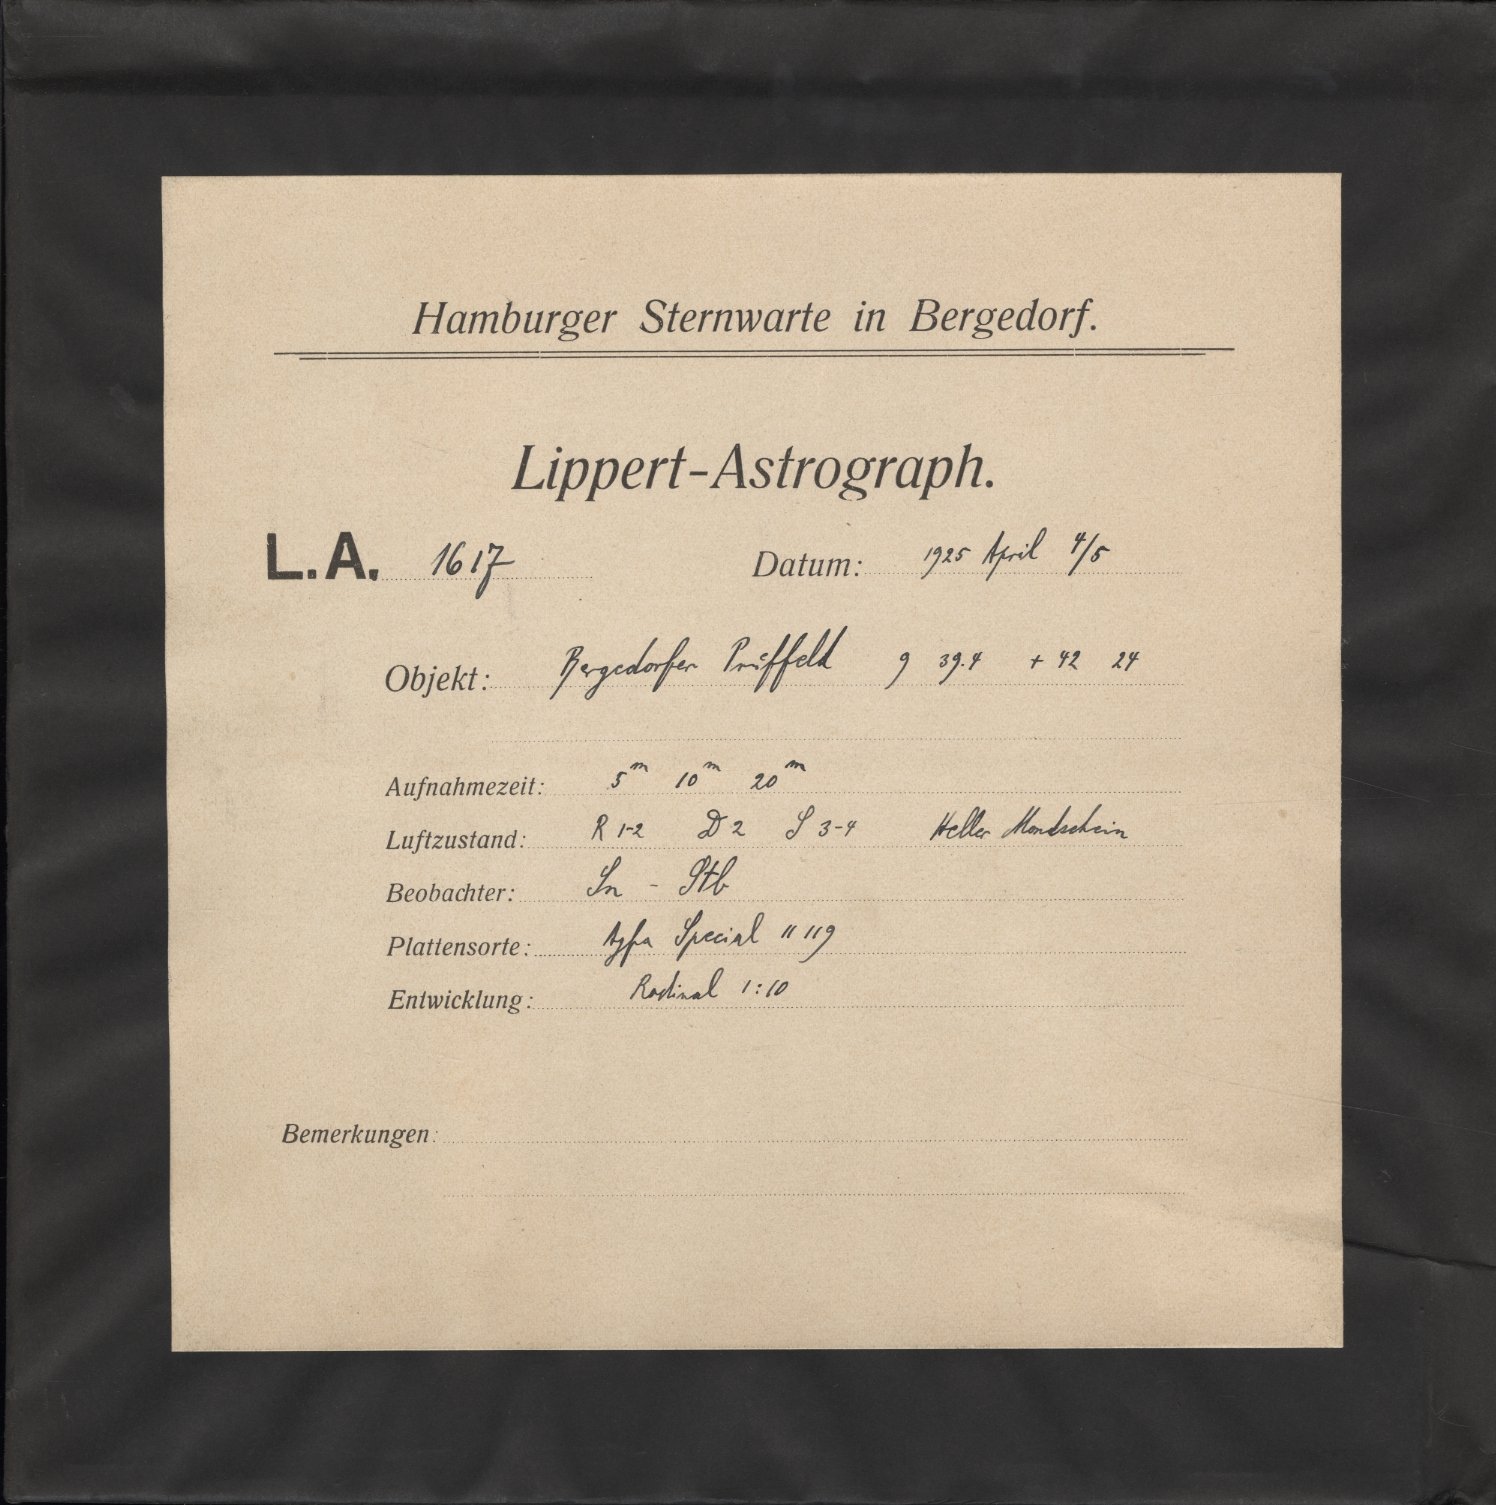 Hamburger Sternwarte in Bergedorf.
Lippert-Astrograph.
L.A. 1617 Datum: 1925 April 4/5
Objekt: Bergedorfer Prüffeld 9 39.4 + 42 24
Aufnahmezeit: 5m 10m 20m
Luftzustand: R 1-2 D 2 S 3-4 Heller Mondschein
Beobachter: Sn - Stb
Plattensorte: Agfa Special 11 119
Entwicklung: Rodinal 1:10
Bemerkungen: